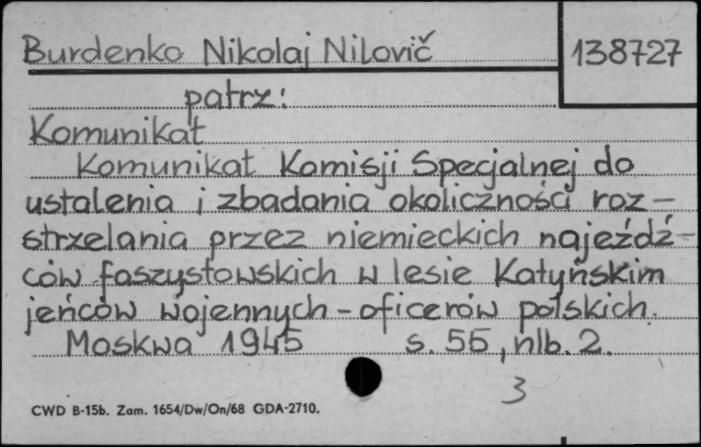 Burdenko Nikolaj Nilovič 138727
patrz:
Komunikat
Komunikat Komisji Specjalnej do
ustalenia i zbadania okoliczności roz-
strzelania przez niemieckich najeźdź-
ców faszystowskich w lesie Katyńskim
jeńców wojennych - oficerów polskich.
Moskwa 1945 s. 55, nlb. 2.
3
CWD B-15b. Zam. 1654/Dw/On/68 GDA-2710.